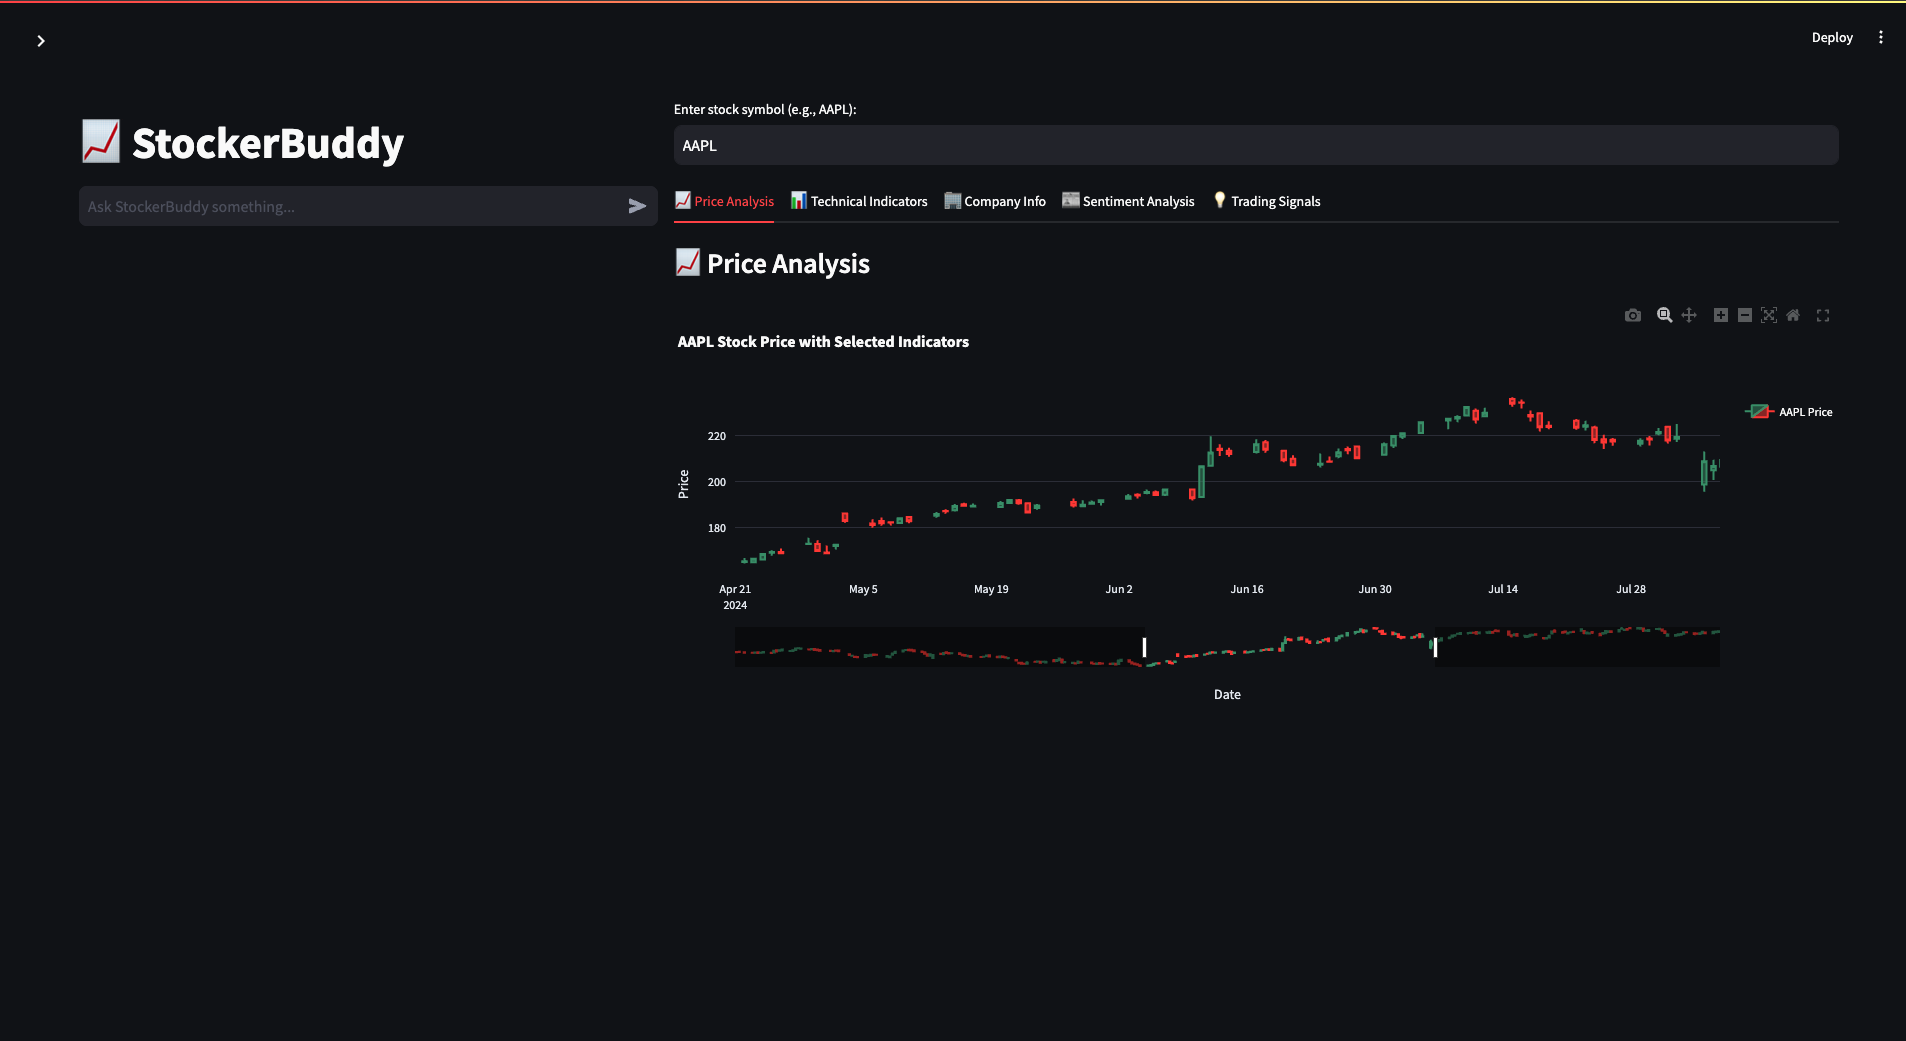 Deploy
StockerBuddy
Ask StockerBuddy something...
Enter stock symbol (e.g., AAPL):
AAPL
Price Analysis
Technical Indicators
Company Info
Sentiment Analysis
Trading Signals
Price Analysis
AAPL Stock Price with Selected Indicators
AAPL Price
Price
220
200
180
Apr 21
2024
May 5
May 19
Jun 2
Jun 16
Jun 30
Jul 14
Jul 28
Date